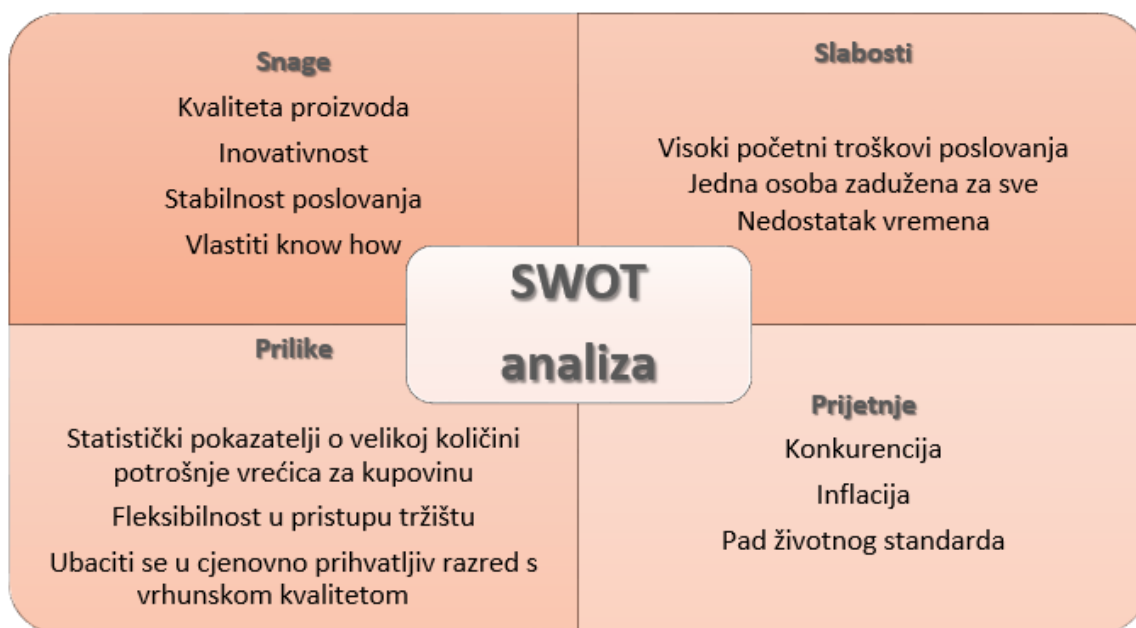 Snage
Kvaliteta proizvoda
Inovativnost
Stabilnost poslovanja
Vlastiti know how
Slabosti
Visoki početni troškovi poslovanja
Jedna osoba zadužena za sve
Nedostatak vremena
SWOT
analiza
Prilike
Statistički pokazatelji o velikoj količini
potrošnje vrećica za kupovinu
Fleksibilnost u pristupu tržištu
Ubaciti se u cjenovno prihvatljiv razred s
vrhunskom kvalitetom
Prijetnje
Konkurencija
Inflacija
Pad životnog standarda